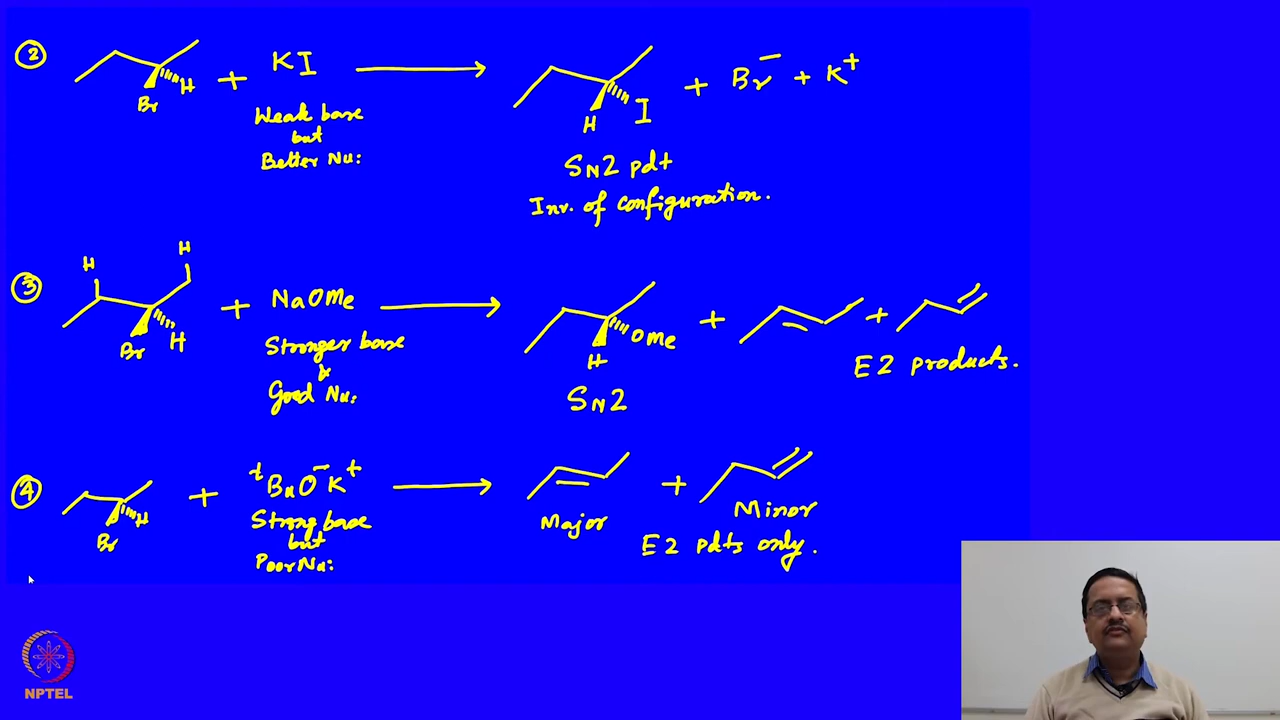 ②
Br H + KI → H I + Br⁻ + K⁺
Weak base
but
Better Nu:
SN2 pdt
Inv. of configuration.
③
H H
Br H + NaOMe → H OMe + +
Stronger base
&
Good Nu:
SN2
E2 products.
④
Br H + ᵗBuO⁻K⁺ → +
Strong base
but
Poor Nu:
Major
Minor
E2 pdts only.
NPTEL